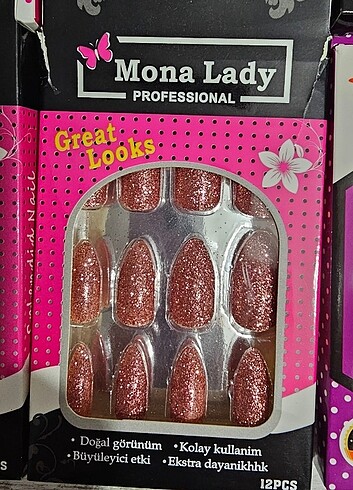 Mona Lady
PROFESSIONAL
Great
Looks
• Doğal görünüm • Kolay kullanim
• Büyüleyici etki • Ekstra dayanikhhk
12PCS